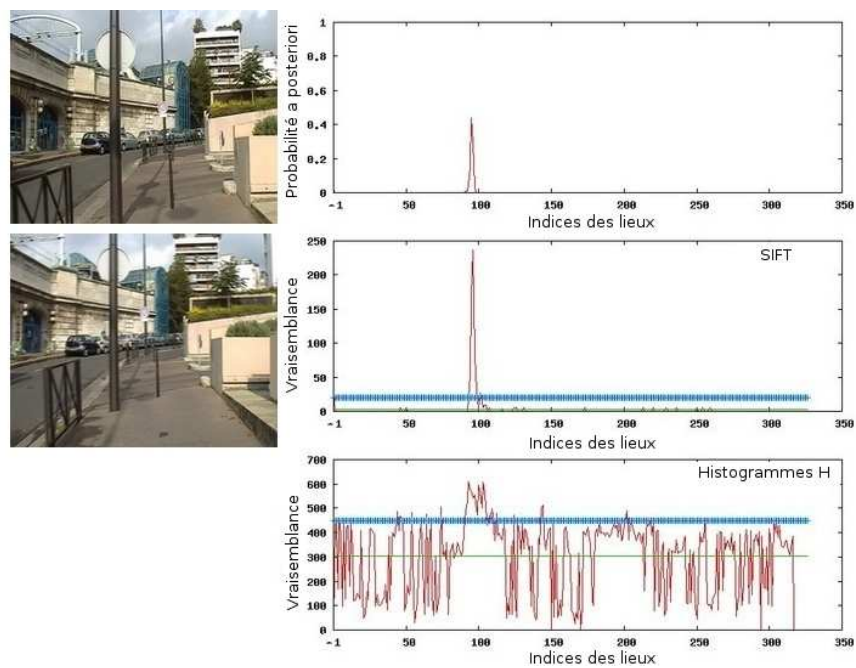 Probabilité a posteriori
1
0.8
0.6
0.4
0.2
0
-1 50 100 150 200 250 300 350
Indices des lieux
SIFT
Vraisemblance
250
200
150
100
50
0
-1 50 100 150 200 250 300 350
Indices des lieux
Histogrammes H
Vraisemblance
700
600
500
400
300
200
100
0
-1 50 100 150 200 250 300 350
Indices des lieux